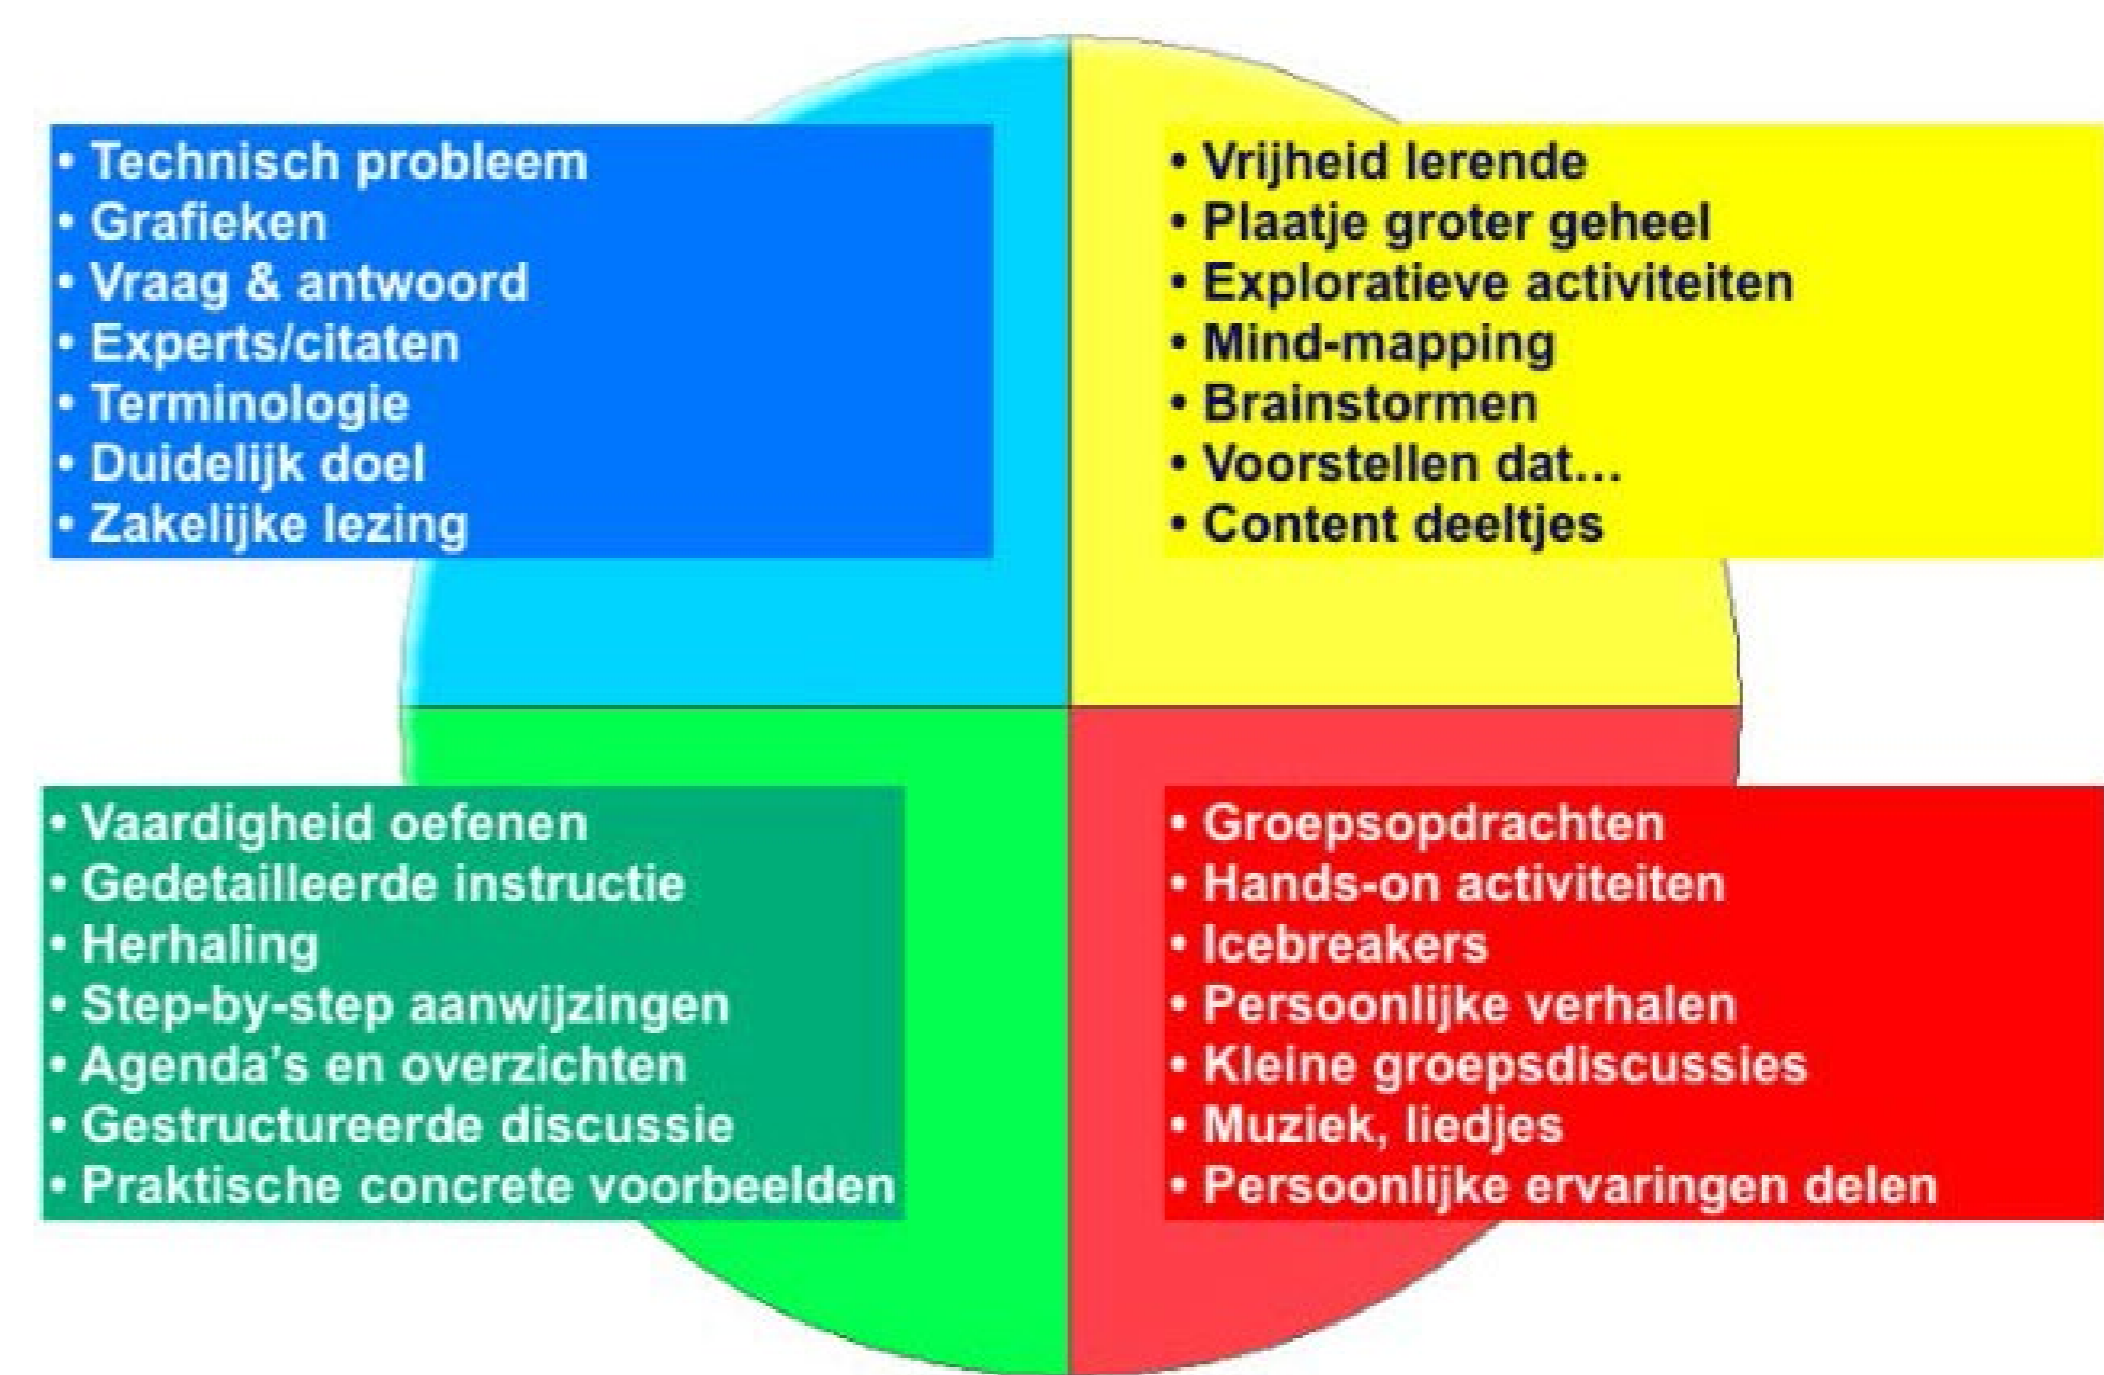 • Technisch probleem
• Grafieken
• Vraag & antwoord
• Experts/citaten
• Terminologie
• Duidelijk doel
• Zakelijke lezing
• Vrijheid lerende
• Plaatje groter geheel
• Exploratieve activiteiten
• Mind-mapping
• Brainstormen
• Voorstellen dat...
• Content deeltjes
• Vaardigheid oefenen
• Gedetailleerde instructie
• Herhaling
• Step-by-step aanwijzingen
• Agenda's en overzichten
• Gestructureerde discussie
• Praktische concrete voorbeelden
• Groepsopdrachten
• Hands-on activiteiten
• Icebreakers
• Persoonlijke verhalen
• Kleine groepsdiscussies
• Muziek, liedjes
• Persoonlijke ervaringen delen